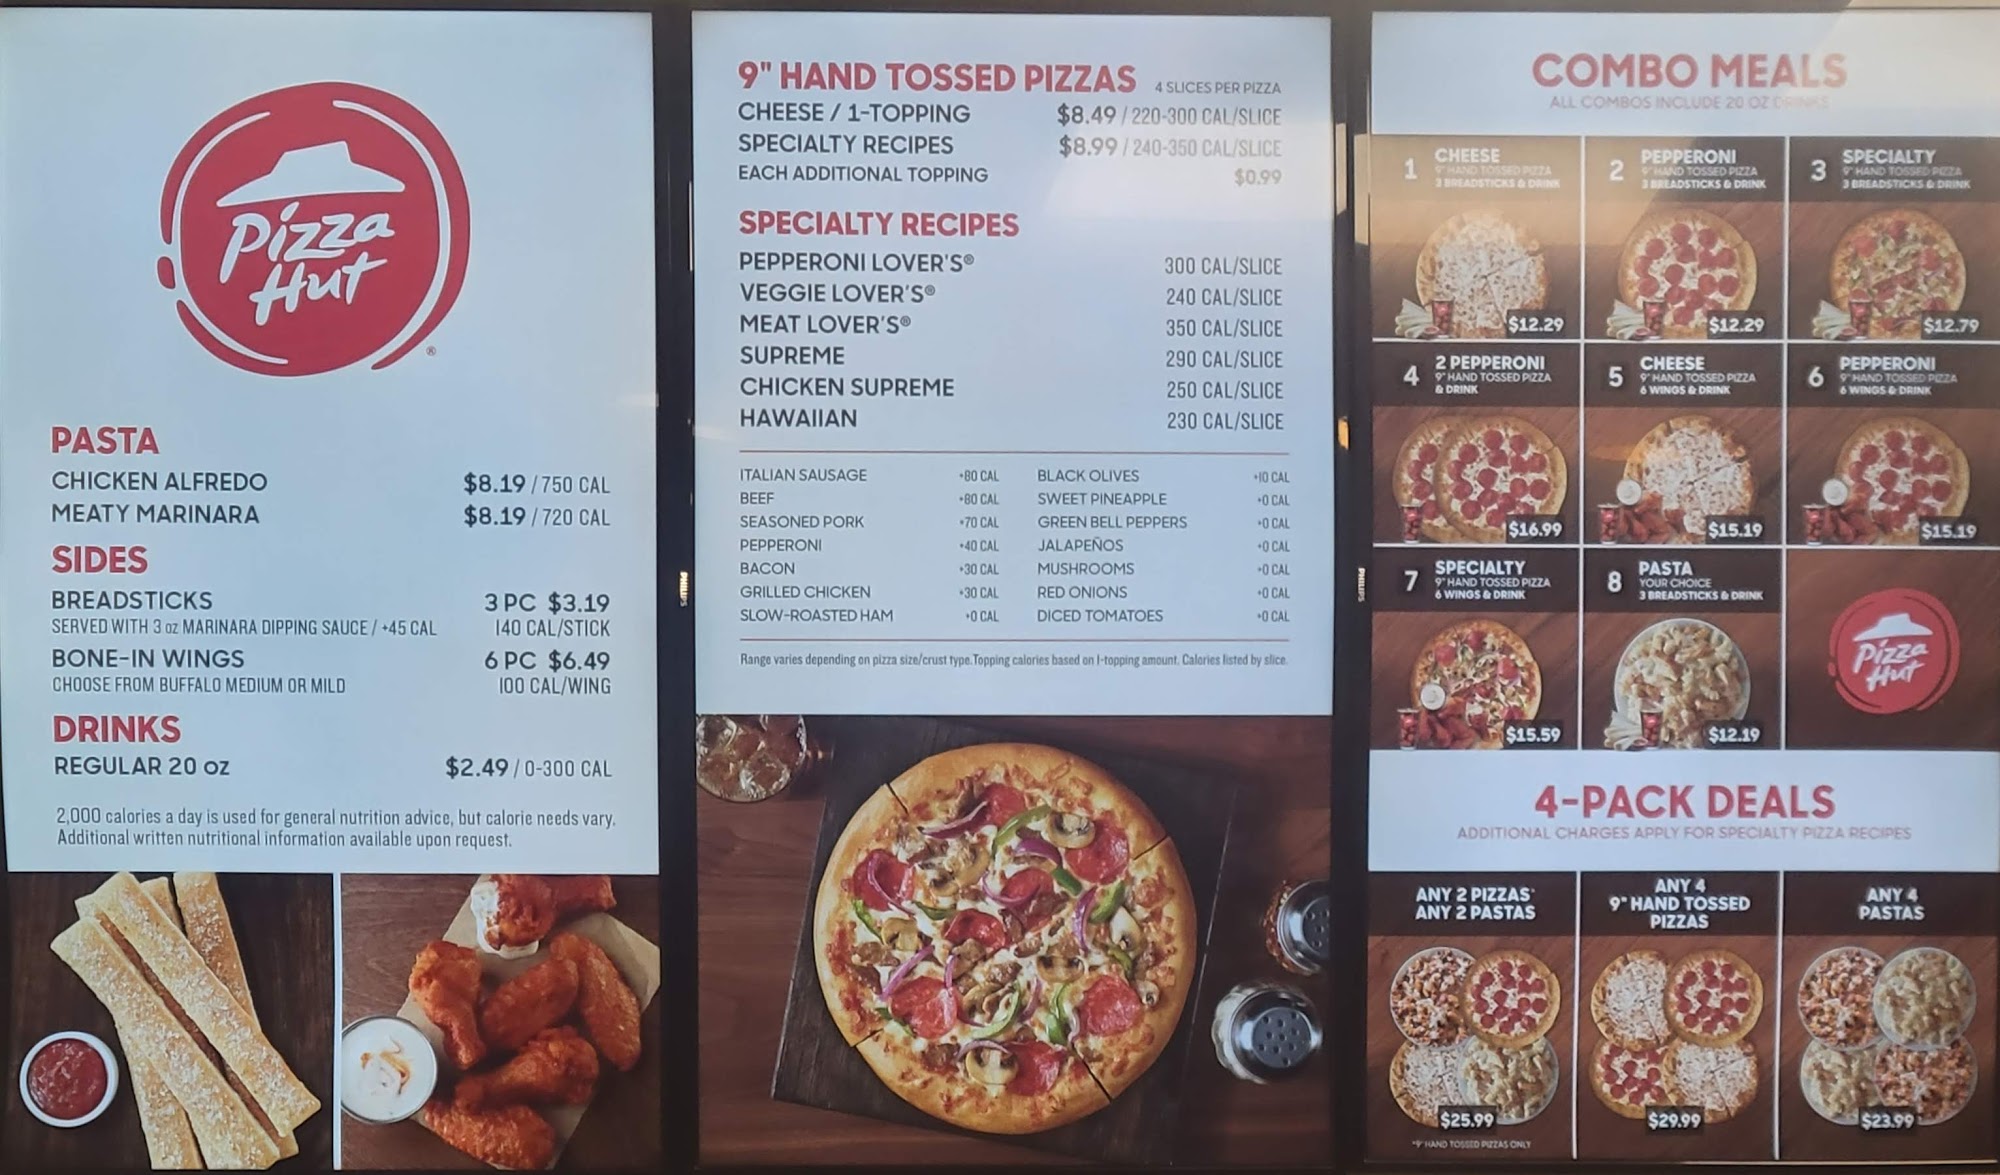 Pizza
Hut
®
PASTA
CHICKEN ALFREDO $8.19 / 750 CAL
MEATY MARINARA $8.19 / 720 CAL
SIDES
BREADSTICKS 3 PC $3.19
SERVED WITH 3 oz MARINARA DIPPING SAUCE / +45 CAL 140 CAL/STICK
BONE-IN WINGS 6 PC $6.49
CHOOSE FROM BUFFALO MEDIUM OR MILD 100 CAL/WING
DRINKS
REGULAR 20 oz $2.49 / 0-300 CAL
2,000 calories a day is used for general nutrition advice, but calorie needs vary.
Additional written nutritional information available upon request.
PHILIPS
9" HAND TOSSED PIZZAS 4 SLICES PER PIZZA
CHEESE / 1-TOPPING $8.49 / 220-300 CAL/SLICE
SPECIALTY RECIPES $8.99 / 240-350 CAL/SLICE
EACH ADDITIONAL TOPPING $0.99
SPECIALTY RECIPES
PEPPERONI LOVER'S® 300 CAL/SLICE
VEGGIE LOVER'S® 240 CAL/SLICE
MEAT LOVER'S® 350 CAL/SLICE
SUPREME 290 CAL/SLICE
CHICKEN SUPREME 250 CAL/SLICE
HAWAIIAN 230 CAL/SLICE
ITALIAN SAUSAGE +80 CAL BLACK OLIVES +10 CAL
BEEF +80 CAL SWEET PINEAPPLE +0 CAL
SEASONED PORK +70 CAL GREEN BELL PEPPERS +0 CAL
PEPPERONI +40 CAL JALAPEÑOS +0 CAL
BACON +30 CAL MUSHROOMS +0 CAL
GRILLED CHICKEN +30 CAL RED ONIONS +0 CAL
SLOW-ROASTED HAM +0 CAL DICED TOMATOES +0 CAL
Range varies depending on pizza size/crust type. Topping calories based on 1-topping amount. Calories listed by slice.
PHILIPS
COMBO MEALS
ALL COMBOS INCLUDE 20 OZ DRINKS
1 CHEESE
9" HAND TOSSED PIZZA
3 BREADSTICKS & DRINK
$12.29
2 PEPPERONI
9" HAND TOSSED PIZZA
3 BREADSTICKS & DRINK
$12.29
3 SPECIALTY
9" HAND TOSSED PIZZA
3 BREADSTICKS & DRINK
$12.79
4 2 PEPPERONI
9" HAND TOSSED PIZZA
& DRINK
$16.99
5 CHEESE
9" HAND TOSSED PIZZA
6 WINGS & DRINK
$15.19
6 PEPPERONI
9" HAND TOSSED PIZZA
6 WINGS & DRINK
$15.19
7 SPECIALTY
9" HAND TOSSED PIZZA
6 WINGS & DRINK
$15.59
8 PASTA
YOUR CHOICE
3 BREADSTICKS & DRINK
$12.19
Pizza
Hut
4-PACK DEALS
ADDITIONAL CHARGES APPLY FOR SPECIALTY PIZZA RECIPES
ANY 2 PIZZAS*
ANY 2 PASTAS
$25.99
*9" HAND TOSSED PIZZAS ONLY
ANY 4
9" HAND TOSSED
PIZZAS
$29.99
ANY 4
PASTAS
$23.99